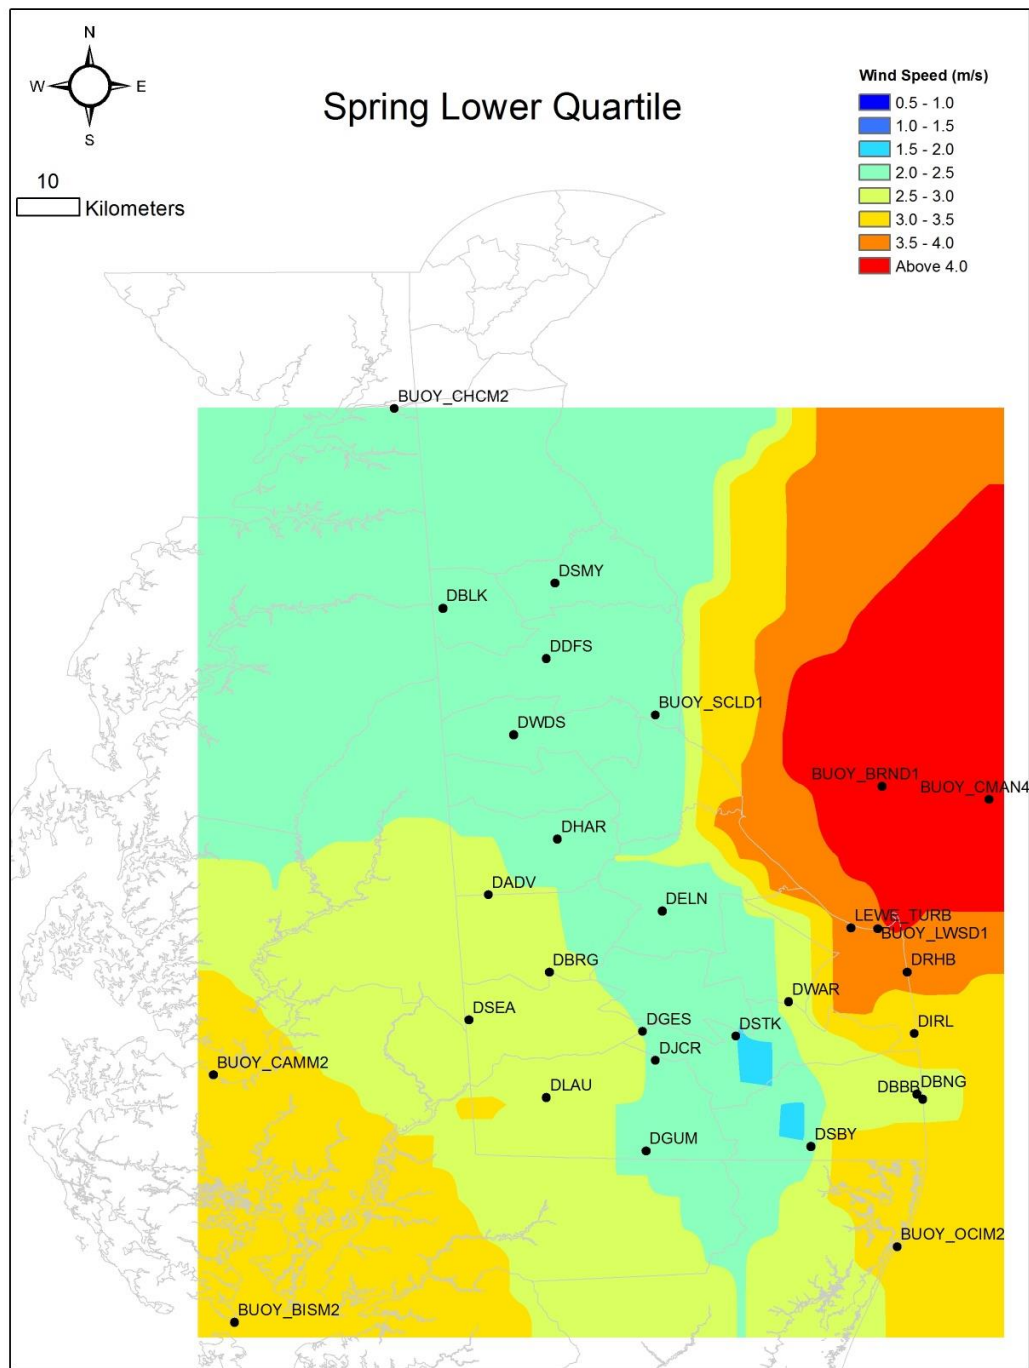 N
W E
S
Spring Lower Quartile
10
Kilometers
Wind Speed (m/s)
0.5 - 1.0
1.0 - 1.5
1.5 - 2.0
2.0 - 2.5
2.5 - 3.0
3.0 - 3.5
3.5 - 4.0
Above 4.0
BUOY_CHCM2
DSMY
DBLK
DDFS
BUOY_SCLD1
DWDS
BUOY_BRND1
BUOY_CMAN4
DHAR
DADV
DELN
LEWE_TURB
BUOY_LWSD1
DBRG
DRHB
DWAR
DSEA
DGES
DSTK
DIRL
DJCR
BUOY_CAMM2
DLAU
DBBB
DBNG
DGUM
DSBY
BUOY_OCIM2
BUOY_BISM2